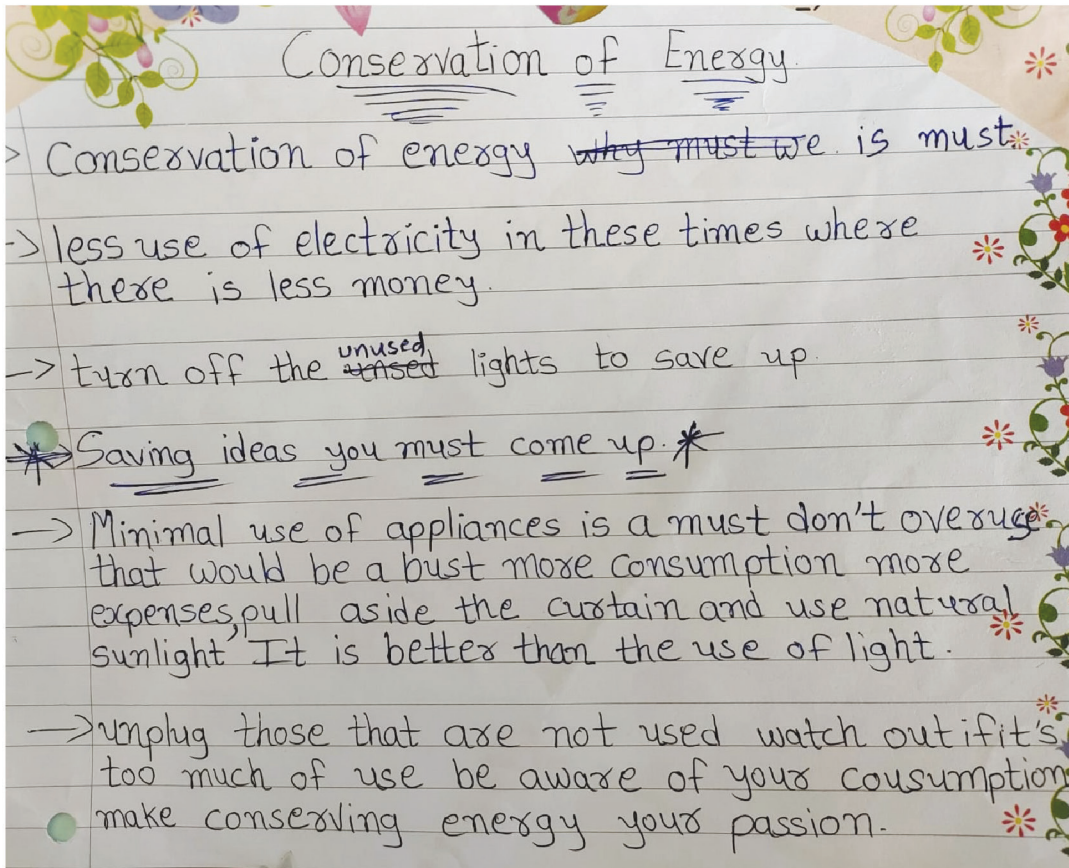 Conservation of Energy.
> Conservation of energy ~~why must we~~ is must.
-> less use of electricity in these times where
there is less money.
-> turn off the unused ~~unsed~~ lights to save up.
*-> Saving ideas you must come up. *
-> Minimal use of appliances is a must don't overuse
that would be a bust more consumption more
expenses, pull aside the curtain and use natural
sunlight, It is better than the use of light.
-> unplug those that are not used watch out if it's
too much of use be aware of your cousumption
make conserving energy your passion.